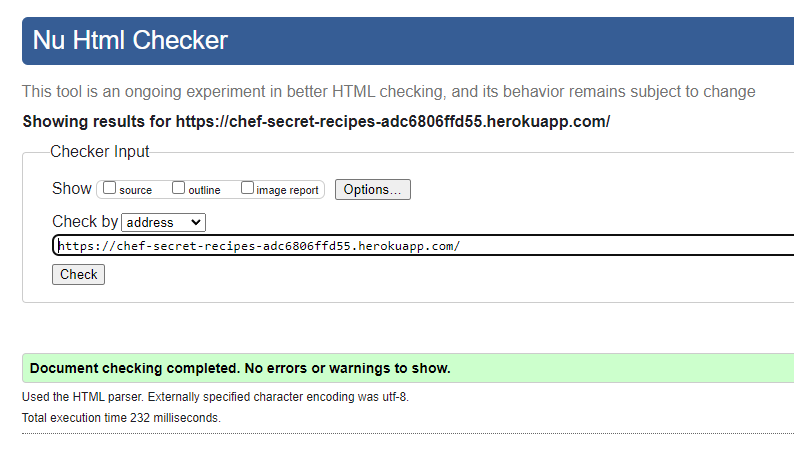 Nu Html Checker
This tool is an ongoing experiment in better HTML checking, and its behavior remains subject to change
Showing results for https://chef-secret-recipes-adc6806ffd55.herokuapp.com/
Checker Input
Show source outline image report Options...
Check by address
https://chef-secret-recipes-adc6806ffd55.herokuapp.com/
Check
Document checking completed. No errors or warnings to show.
Used the HTML parser. Externally specified character encoding was utf-8.
Total execution time 232 milliseconds.